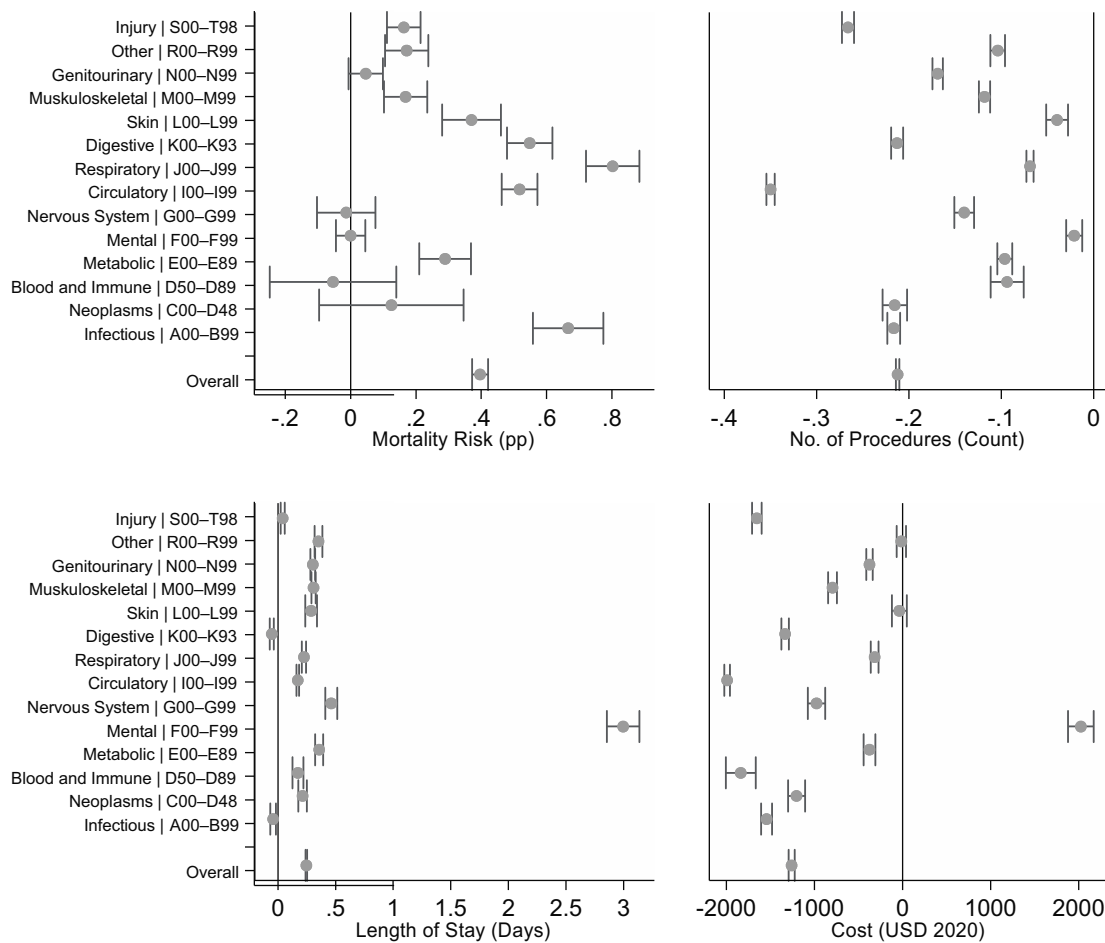 Injury | S00–T98
Other | R00–R99
Genitourinary | N00–N99
Muskuloskeletal | M00–M99
Skin | L00–L99
Digestive | K00–K93
Respiratory | J00–J99
Circulatory | I00–I99
Nervous System | G00–G99
Mental | F00–F99
Metabolic | E00–E89
Blood and Immune | D50–D89
Neoplasms | C00–D48
Infectious | A00–B99
Overall
-.2 0 .2 .4 .6 .8
Mortality Risk (pp)
-.4 -.3 -.2 -.1 0
No. of Procedures (Count)
Injury | S00–T98
Other | R00–R99
Genitourinary | N00–N99
Muskuloskeletal | M00–M99
Skin | L00–L99
Digestive | K00–K93
Respiratory | J00–J99
Circulatory | I00–I99
Nervous System | G00–G99
Mental | F00–F99
Metabolic | E00–E89
Blood and Immune | D50–D89
Neoplasms | C00–D48
Infectious | A00–B99
Overall
0 .5 1 1.5 2 2.5 3
Length of Stay (Days)
-2000 -1000 0 1000 2000
Cost (USD 2020)